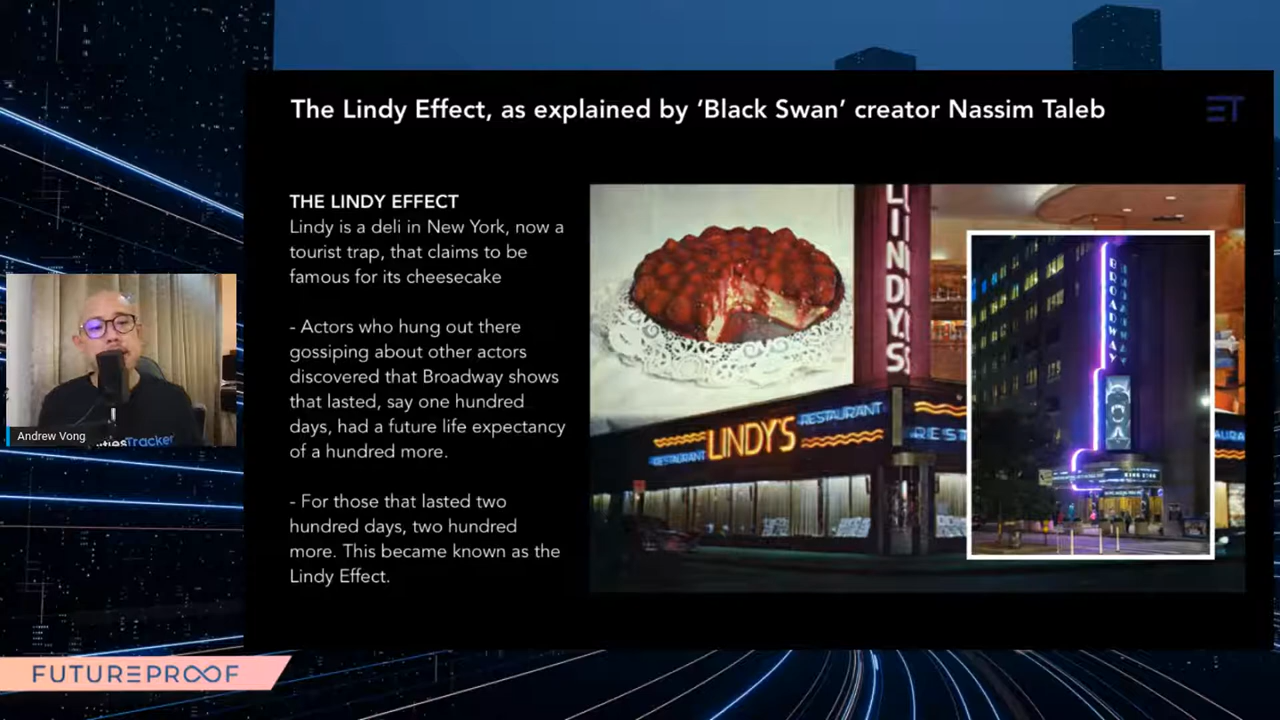 The Lindy Effect, as explained by ‘Black Swan’ creator Nassim Taleb
ET
THE LINDY EFFECT
Lindy is a deli in New York, now a
tourist trap, that claims to be
famous for its cheesecake
- Actors who hung out there
gossiping about other actors
discovered that Broadway shows
that lasted, say one hundred
days, had a future life expectancy
of a hundred more.
- For those that lasted two
hundred days, two hundred
more. This became known as the
Lindy Effect.
LINDY'S
RESTAURANT
LINDY'S
RESTAURANT
REST
BROADWAY
Andrew Vong
itiesTracker
FUTUREPROOF